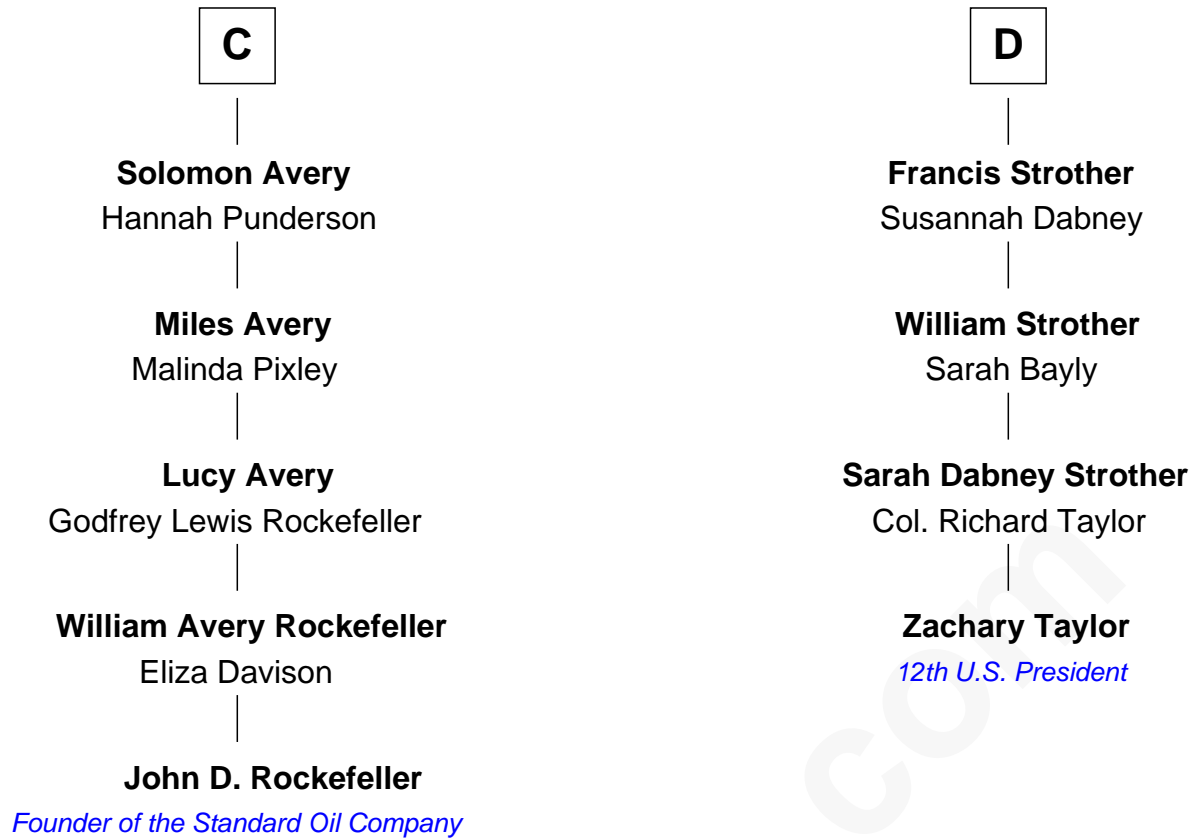 C
Solomon Avery
Hannah Punderson
Miles Avery
Malinda Pixley
Lucy Avery
Godfrey Lewis Rockefeller
William Avery Rockefeller
Eliza Davison
John D. Rockefeller
Founder of the Standard Oil Company
D
Francis Strother
Susannah Dabney
William Strother
Sarah Bayly
Sarah Dabney Strother
Col. Richard Taylor
Zachary Taylor
12th U.S. President
com